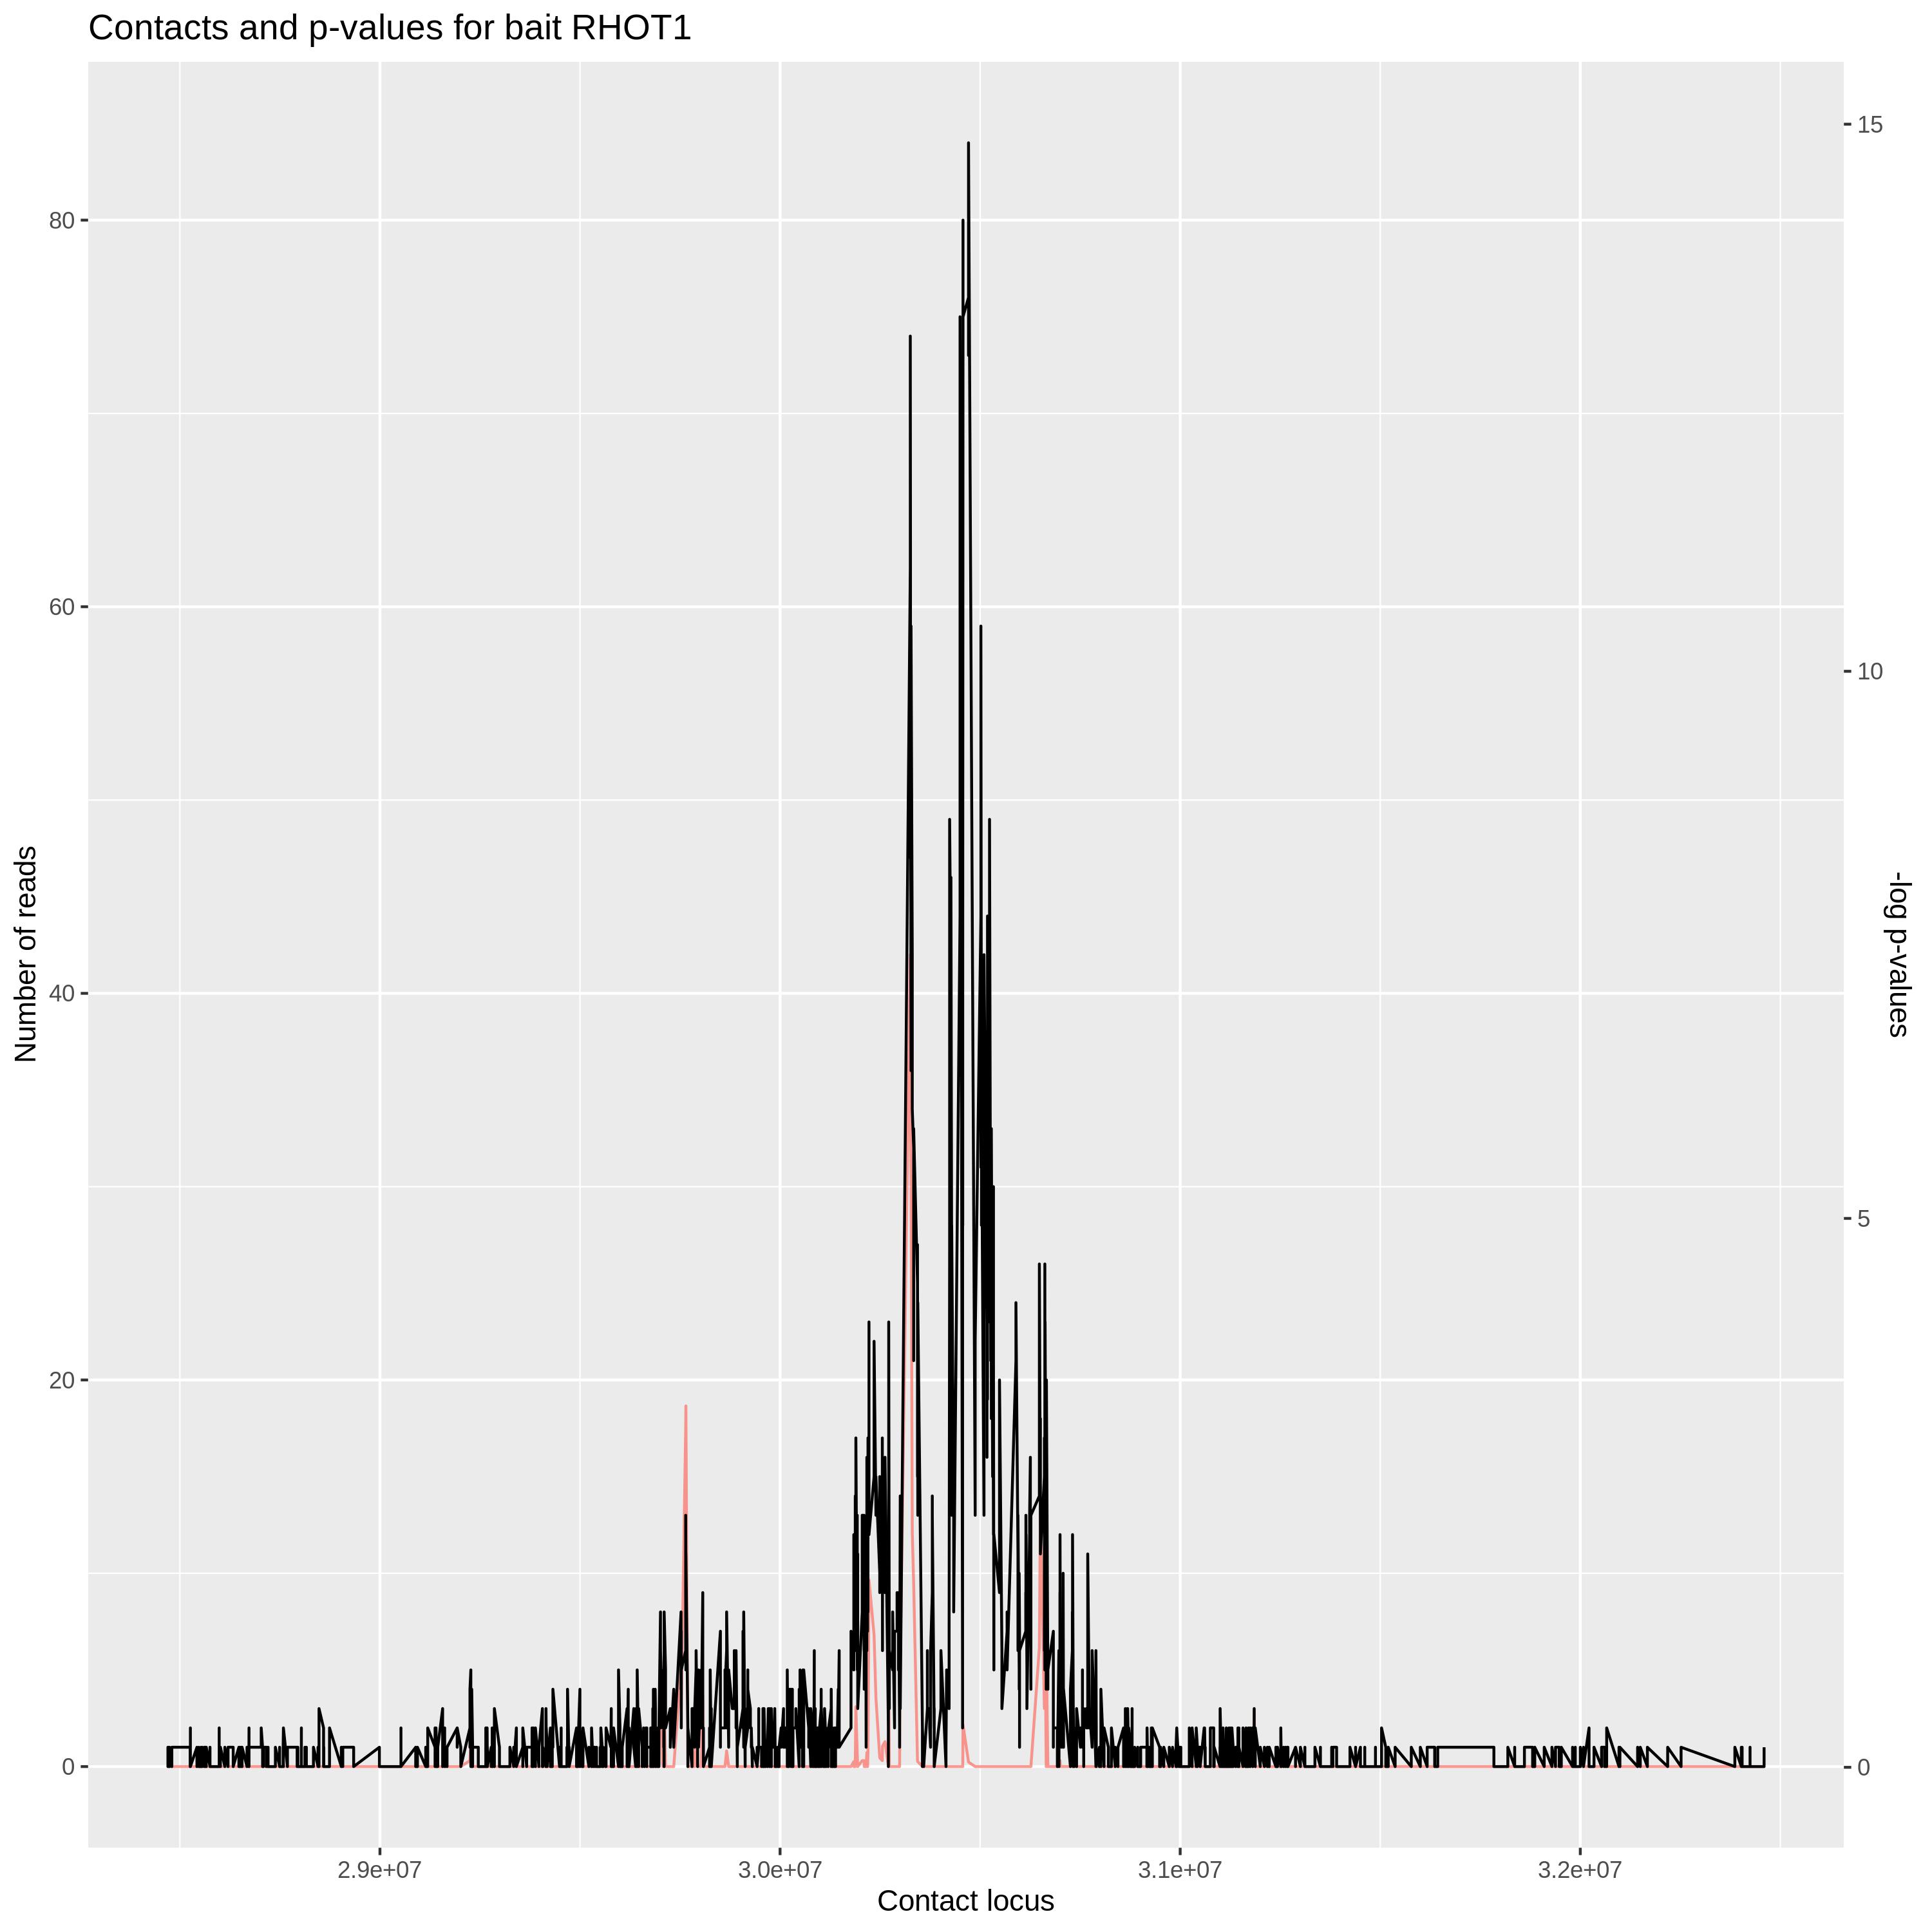 Contacts and p-values for bait RHOT1
15
80
10
60
Number of reads
-log p-values
40
5
20
0
0
2.9e+07
3.0e+07
3.1e+07
3.2e+07
Contact locus